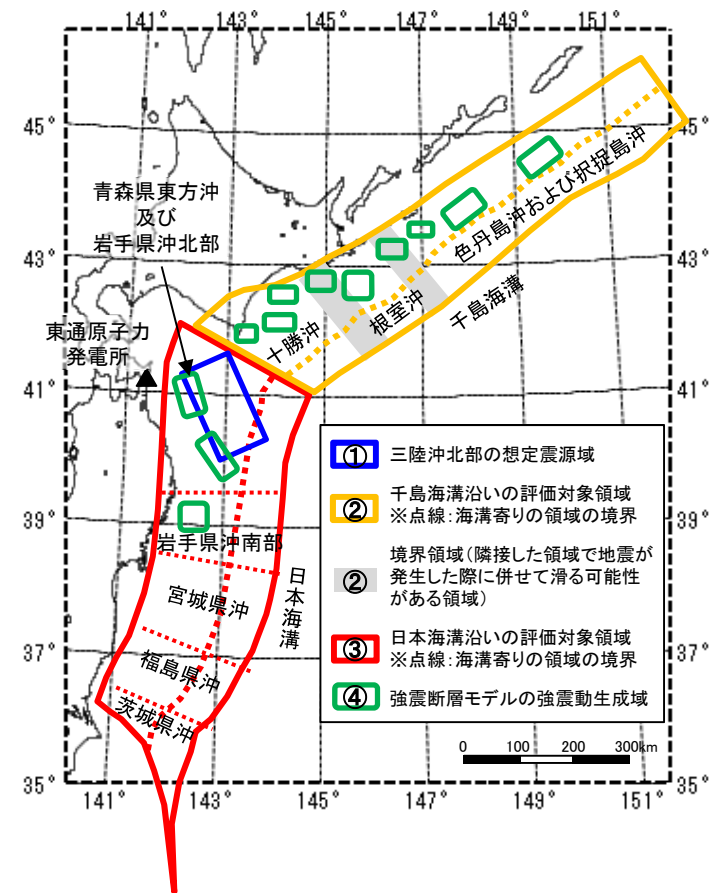 141° 143° 145° 147° 149° 151°
45° 45°
青森県東方沖
及び
岩手県沖北部
色丹島沖および択捉島沖
43°
千島海溝
根室沖
十勝沖
東通原子力
発電所
41°
① 三陸沖北部の想定震源域
② 千島海溝沿いの評価対象領域
※点線:海溝寄りの領域の境界
② 境界領域(隣接した領域で地震が
発生した際に併せて滑る可能性
がある領域)
③ 日本海溝沿いの評価対象領域
※点線:海溝寄りの領域の境界
④ 強震断層モデルの強震動生成域
39°
岩手県沖南部
日本海溝
宮城県沖
37° 37°
福島県沖
茨城県沖
0 100 200 300km
35° 35°
141° 143° 145° 147° 149° 151°